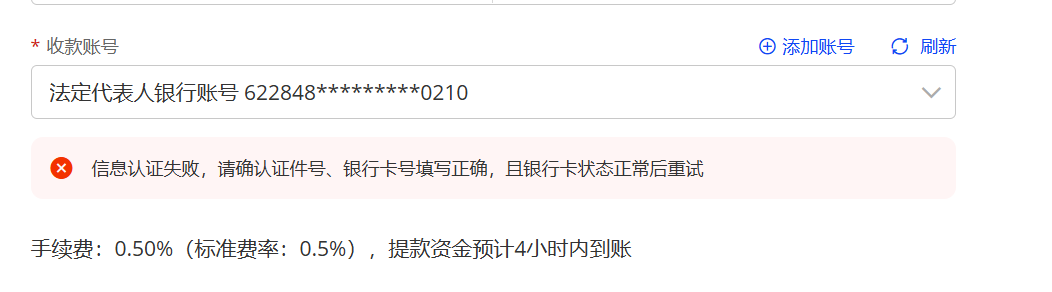 * 收款账号 添加账号 刷新
法定代表人银行账号 622848*********0210
信息认证失败，请确认证件号、银行卡号填写正确，且银行卡状态正常后重试
手续费：0.50%（标准费率：0.5%），提款资金预计4小时内到账